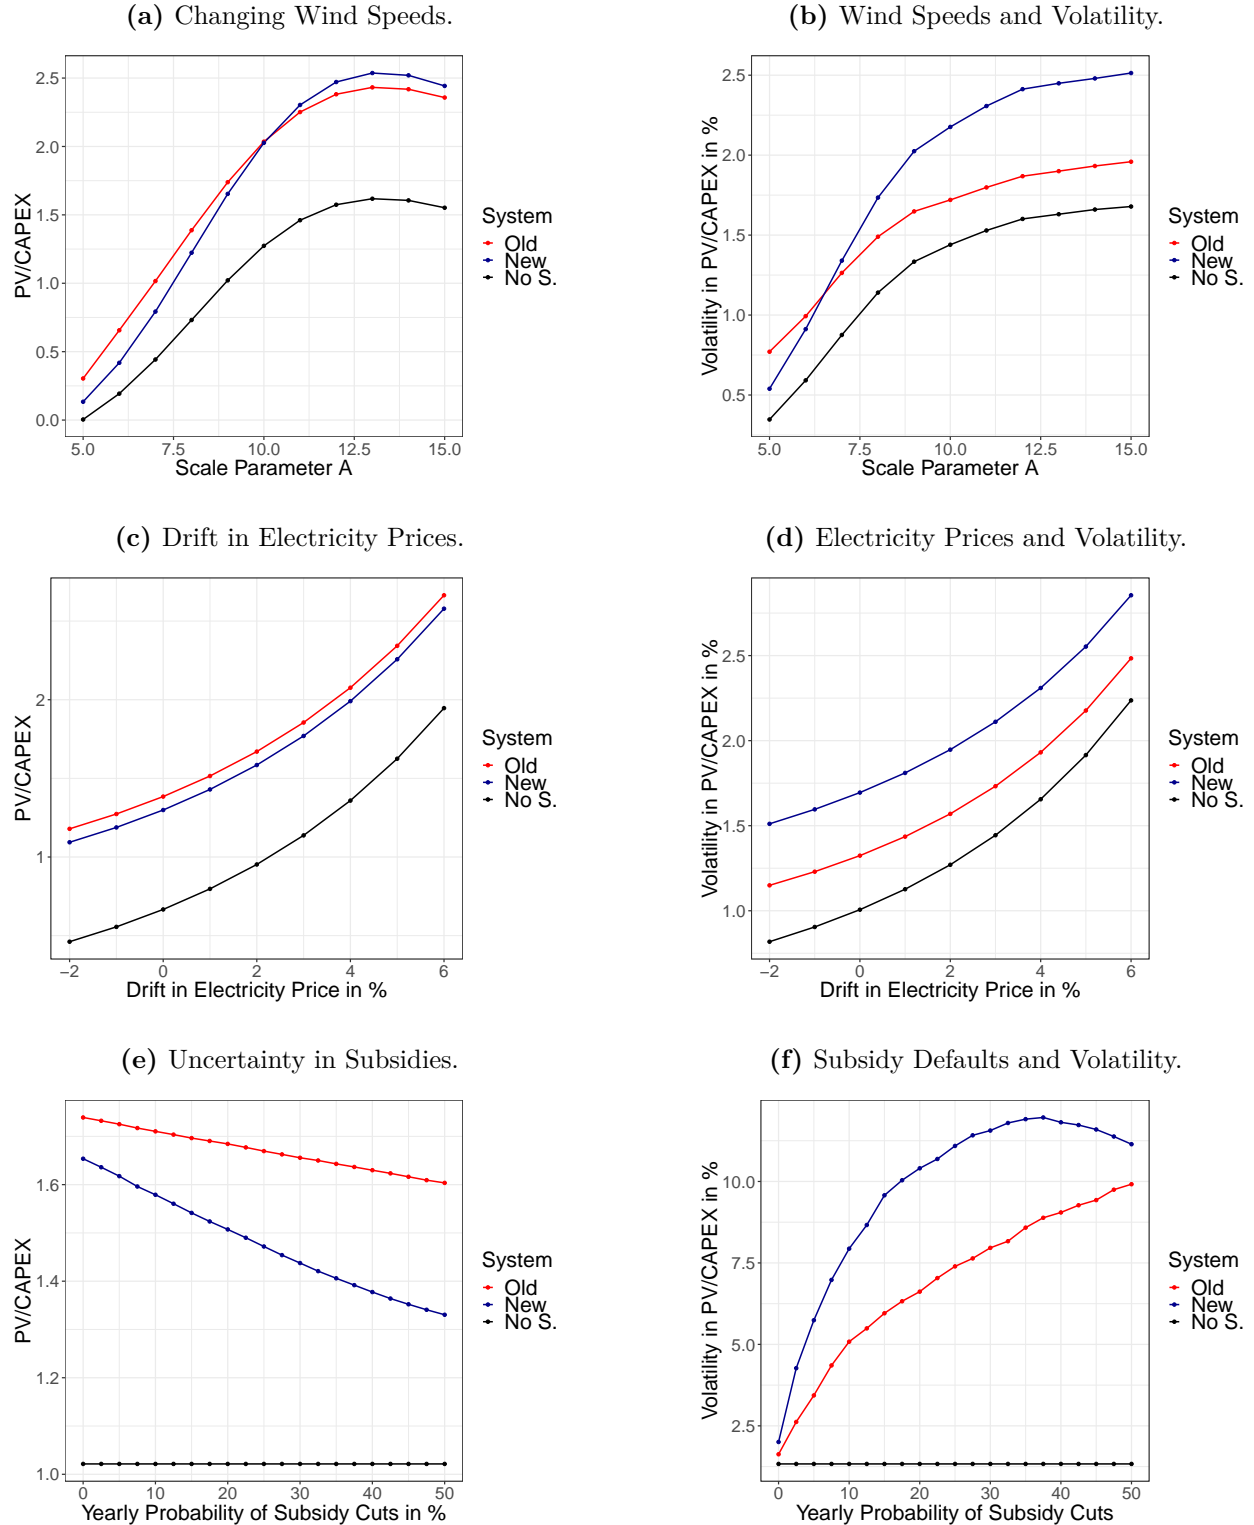 (a) Changing Wind Speeds.
PV/CAPEX
2.5
2.0
1.5
1.0
0.5
0.0
5.0 7.5 10.0 12.5 15.0
Scale Parameter A
System
Old
New
No S.
(b) Wind Speeds and Volatility.
Volatility in PV/CAPEX in %
2.5
2.0
1.5
1.0
0.5
5.0 7.5 10.0 12.5 15.0
Scale Parameter A
System
Old
New
No S.
(c) Drift in Electricity Prices.
PV/CAPEX
2
1
−2 0 2 4 6
Drift in Electricity Price in %
System
Old
New
No S.
(d) Electricity Prices and Volatility.
Volatility in PV/CAPEX in %
2.5
2.0
1.5
1.0
−2 0 2 4 6
Drift in Electricity Price in %
System
Old
New
No S.
(e) Uncertainty in Subsidies.
PV/CAPEX
1.6
1.4
1.2
1.0
0 10 20 30 40 50
Yearly Probability of Subsidy Cuts in %
System
Old
New
No S.
(f) Subsidy Defaults and Volatility.
Volatility in PV/CAPEX in %
10.0
7.5
5.0
2.5
0 10 20 30 40 50
Yearly Probability of Subsidy Cuts
System
Old
New
No S.